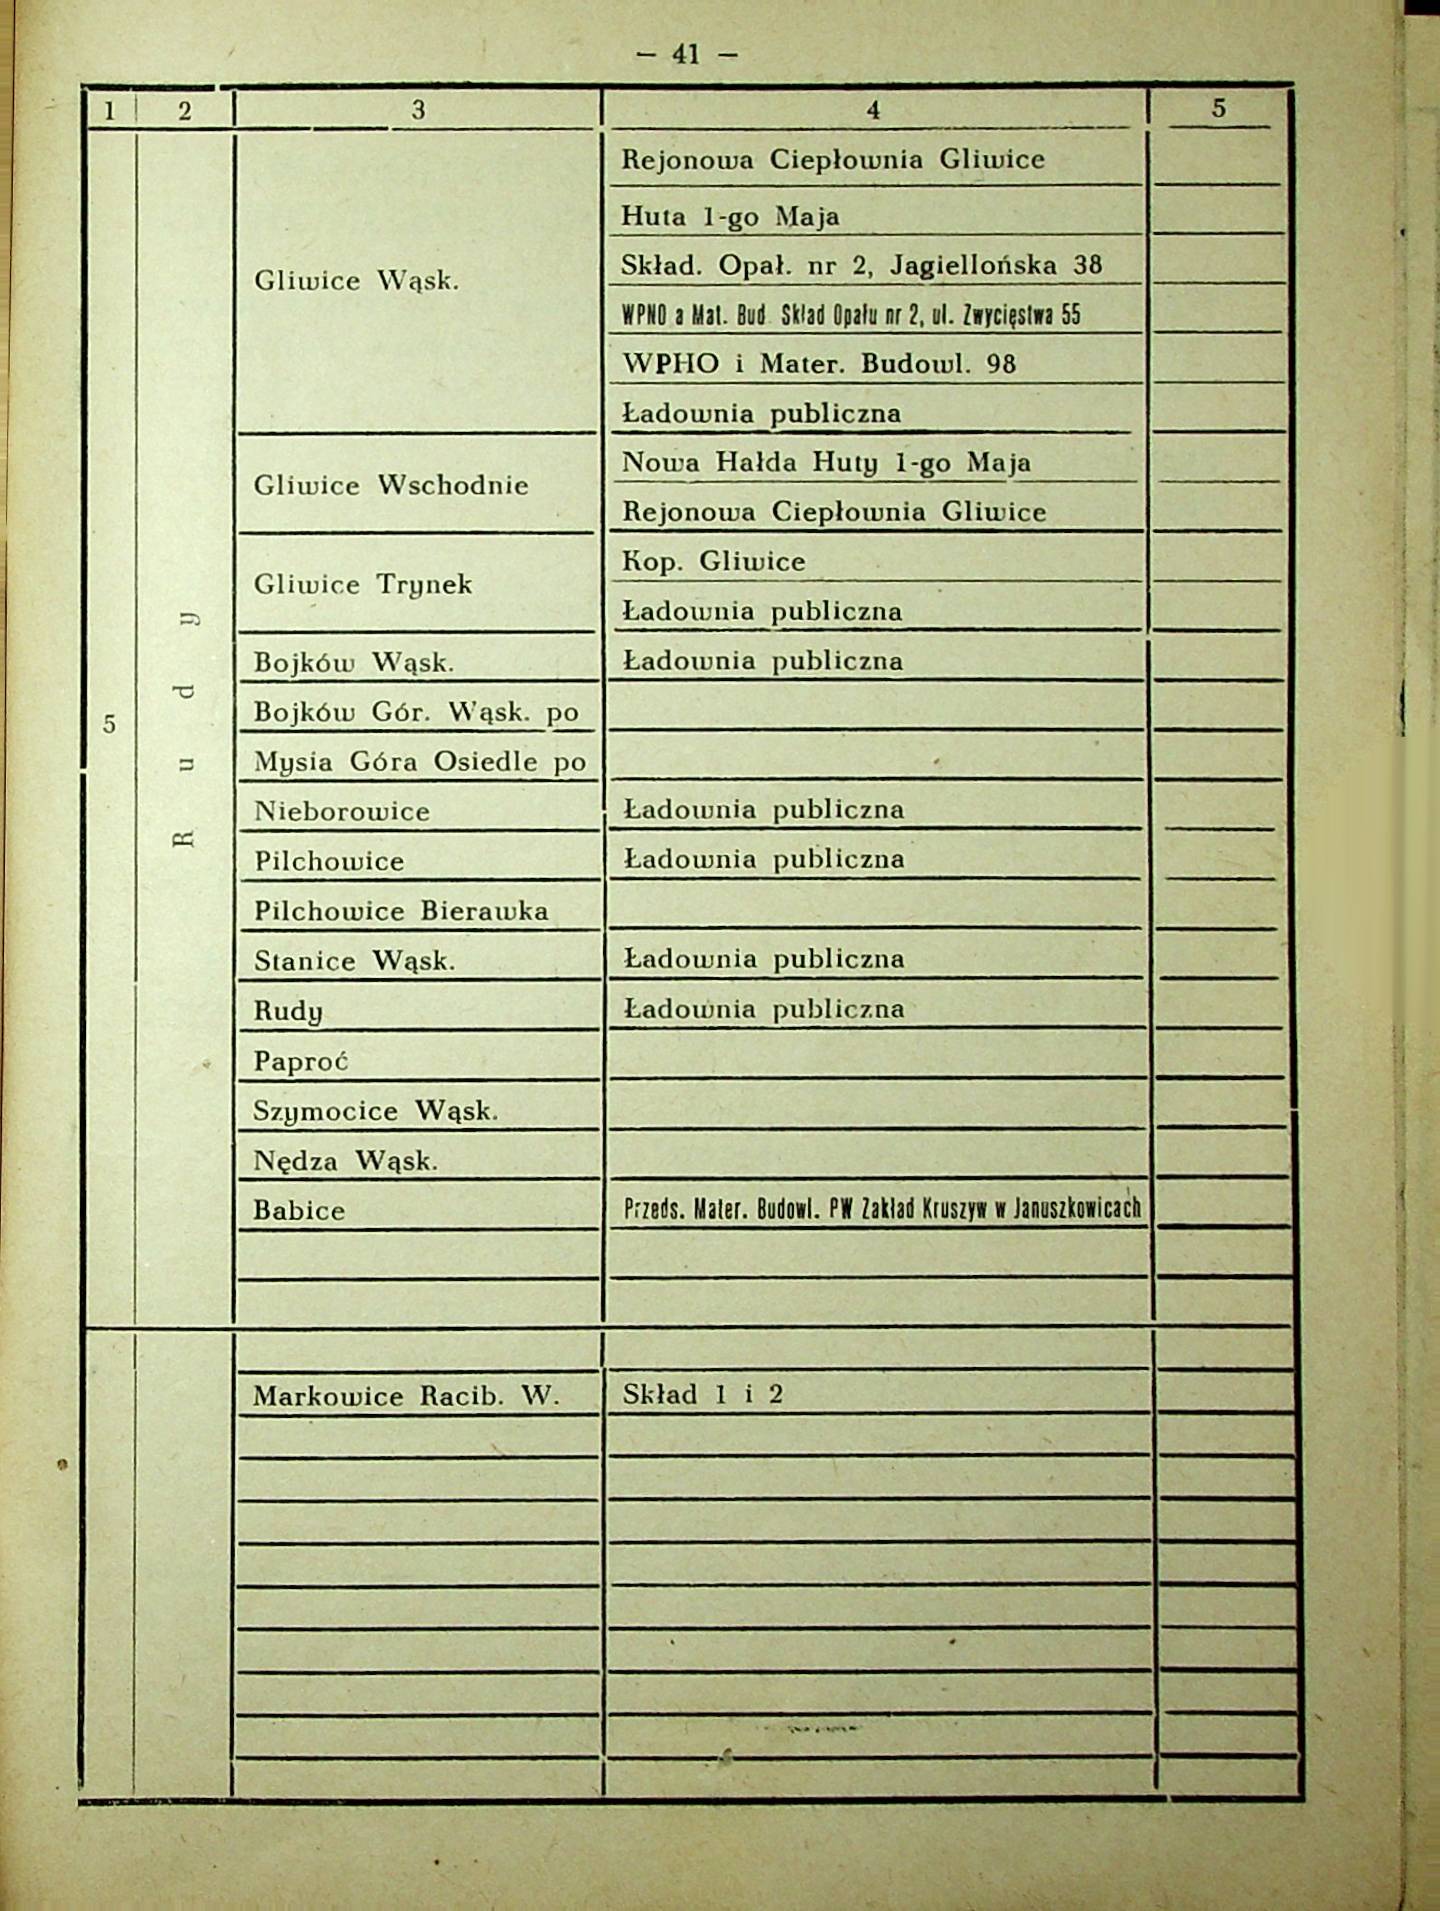 — 41 —
1 2 3 4 5
Rejonowa Ciepłownia Gliwice
Huta 1-go Maja
Gliwice Wąsk.
Skład. Opał. nr 2, Jagiellońska 38
WPNO a Mat. Bud. Skład Opału nr 2, ul. Zwycięstwa 55
WPHO i Mater. Budowl. 98
Ładownia publiczna
Gliwice Wschodnie
Nowa Hałda Huty 1-go Maja
Rejonowa Ciepłownia Gliwice
Gliwice Trynek
Kop. Gliwice
Ładownia publiczna
5
Rudy
Bojków Wąsk. Ładownia publiczna
Bojków Gór. Wąsk. po
Mysia Góra Osiedle po
Nieborowice Ładownia publiczna
Pilchowice Ładownia publiczna
Pilchowice Bierawka
Stanice Wąsk. Ładownia publiczna
Rudy Ładownia publiczna
Paproć
Szymocice Wąsk.
Nędza Wąsk.
Babice Przeds. Mater. Budowl. PW Zakład Kruszyw w Januszkowicach
Markowice Racib. W. Skład 1 i 2